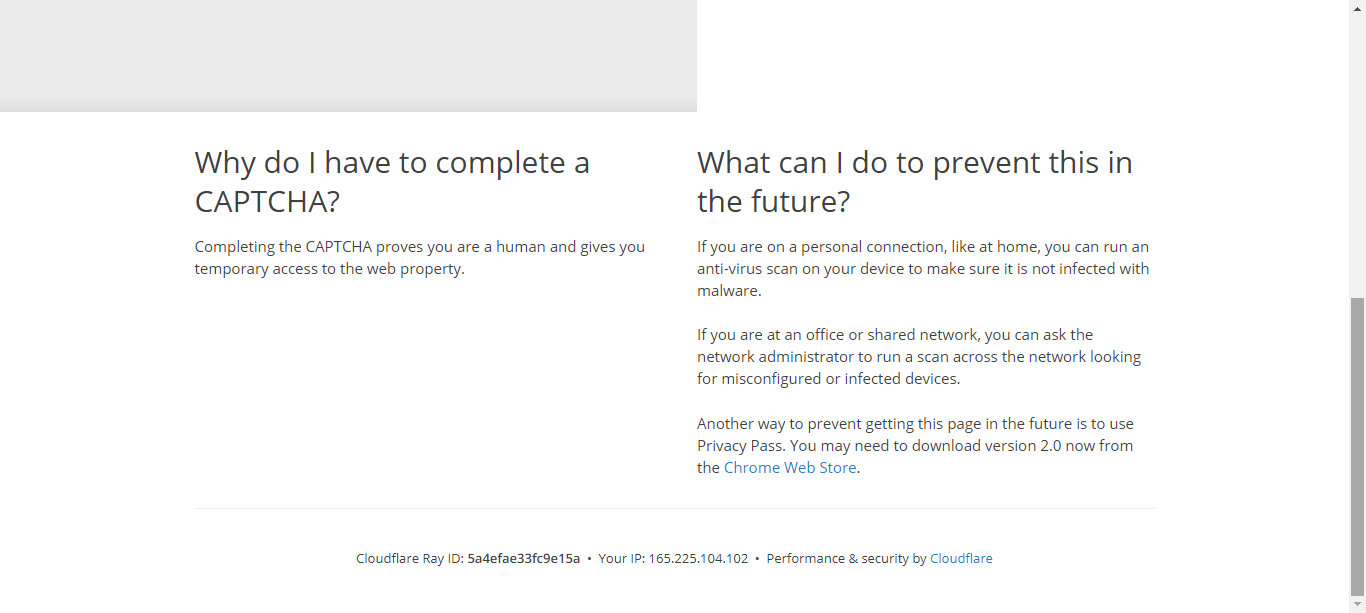 Why do I have to complete a
CAPTCHA?
Completing the CAPTCHA proves you are a human and gives you
temporary access to the web property.
What can I do to prevent this in
the future?
If you are on a personal connection, like at home, you can run an
anti-virus scan on your device to make sure it is not infected with
malware.
If you are at an office or shared network, you can ask the
network administrator to run a scan across the network looking
for misconfigured or infected devices.
Another way to prevent getting this page in the future is to use
Privacy Pass. You may need to download version 2.0 now from
the Chrome Web Store.
Cloudflare Ray ID: 5a4efae33fc9e15a • Your IP: 165.225.104.102 • Performance & security by Cloudflare